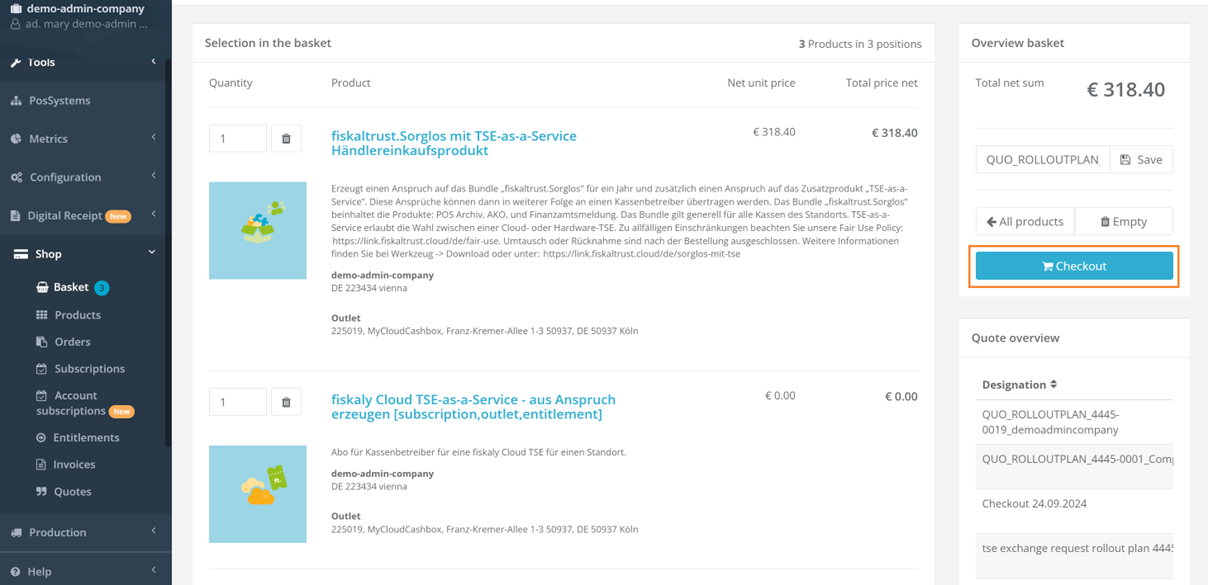 demo-admin-company
ad. mary demo-admin ...
Tools
PosSystems
Metrics
Configuration
Digital Receipt New
Shop
Basket 3
Products
Orders
Subscriptions
Account
subscriptions New
Entitlements
Invoices
Quotes
Production
Help
Selection in the basket
3 Products in 3 positions
Quantity Product Net unit price Total price net
1
fiskaltrust.Sorglos mit TSE-as-a-Service
Händlereinkaufsprodukt
€ 318.40 € 318.40
Erzeugt einen Anspruch auf das Bundle „fiskaltrust.Sorglos" für ein Jahr und zusätzlich einen Anspruch auf das Zusatzprodukt „TSE-as-a-
Service". Diese Ansprüche können dann in weiterer Folge an einen Kassenbetreiber übertragen werden. Das Bundle „fiskaltrust.Sorglos"
beinhaltet die Produkte: POS Archiv, AKO, und Finanzamtsmeldung. Das Bundle gilt generell für alle Kassen des Standorts. TSE-as-a-
Service erlaubt die Wahl zwischen einer Cloud- oder Hardware-TSE. Zu allfälligen Einschränkungen beachten Sie unsere Fair Use Policy:
https://link.fiskaltrust.cloud/de/fair-use. Umtausch oder Rücknahme sind nach der Bestellung ausgeschlossen. Weitere Informationen
finden Sie bei Werkzeug -> Download oder unter: https://link.fiskaltrust.cloud/de/sorglos-mit-tse
demo-admin-company
DE 223434 vienna
Outlet
225019, MyCloudCashbox, Franz-Kremer-Allee 1-3 50937, DE 50937 Köln
1
fiskaly Cloud TSE-as-a-Service - aus Anspruch
erzeugen [subscription,outlet,entitlement]
€ 0.00 € 0.00
ft.
Abo für Kassenbetreiber für eine fiskaly Cloud TSE für einen Standort.
demo-admin-company
DE 223434 vienna
Outlet
225019, MyCloudCashbox, Franz-Kremer-Allee 1-3 50937, DE 50937 Köln
Overview basket
Total net sum € 318.40
QUO_ROLLOUTPLAN_ Save
All products Empty
Checkout
Quote overview
Designation
QUO_ROLLOUTPLAN_4445-
0019_demoadmincompany
QUO_ROLLOUTPLAN_4445-0001_Comp
Checkout 24.09.2024
tse exchange request rollout plan 4445